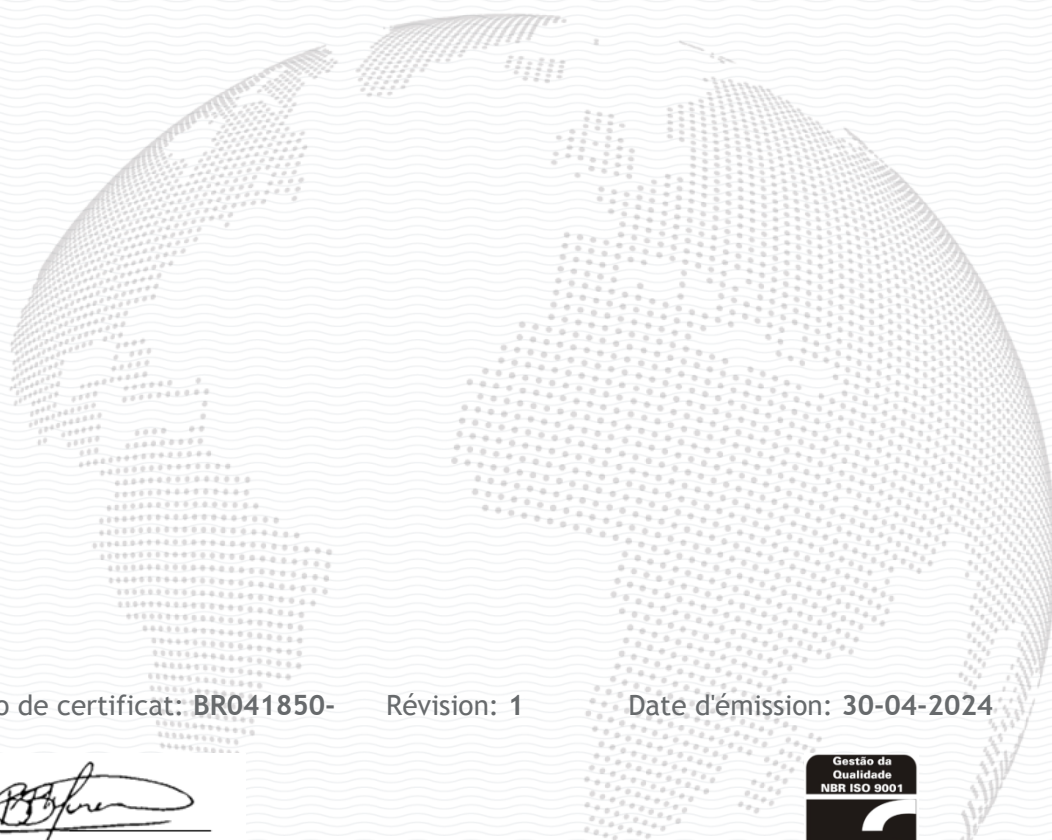 o de certificat: BR041850- Révision: 1 Date d'émission: 30-04-2024
Gestão da
Qualidade
NBR ISO 9001